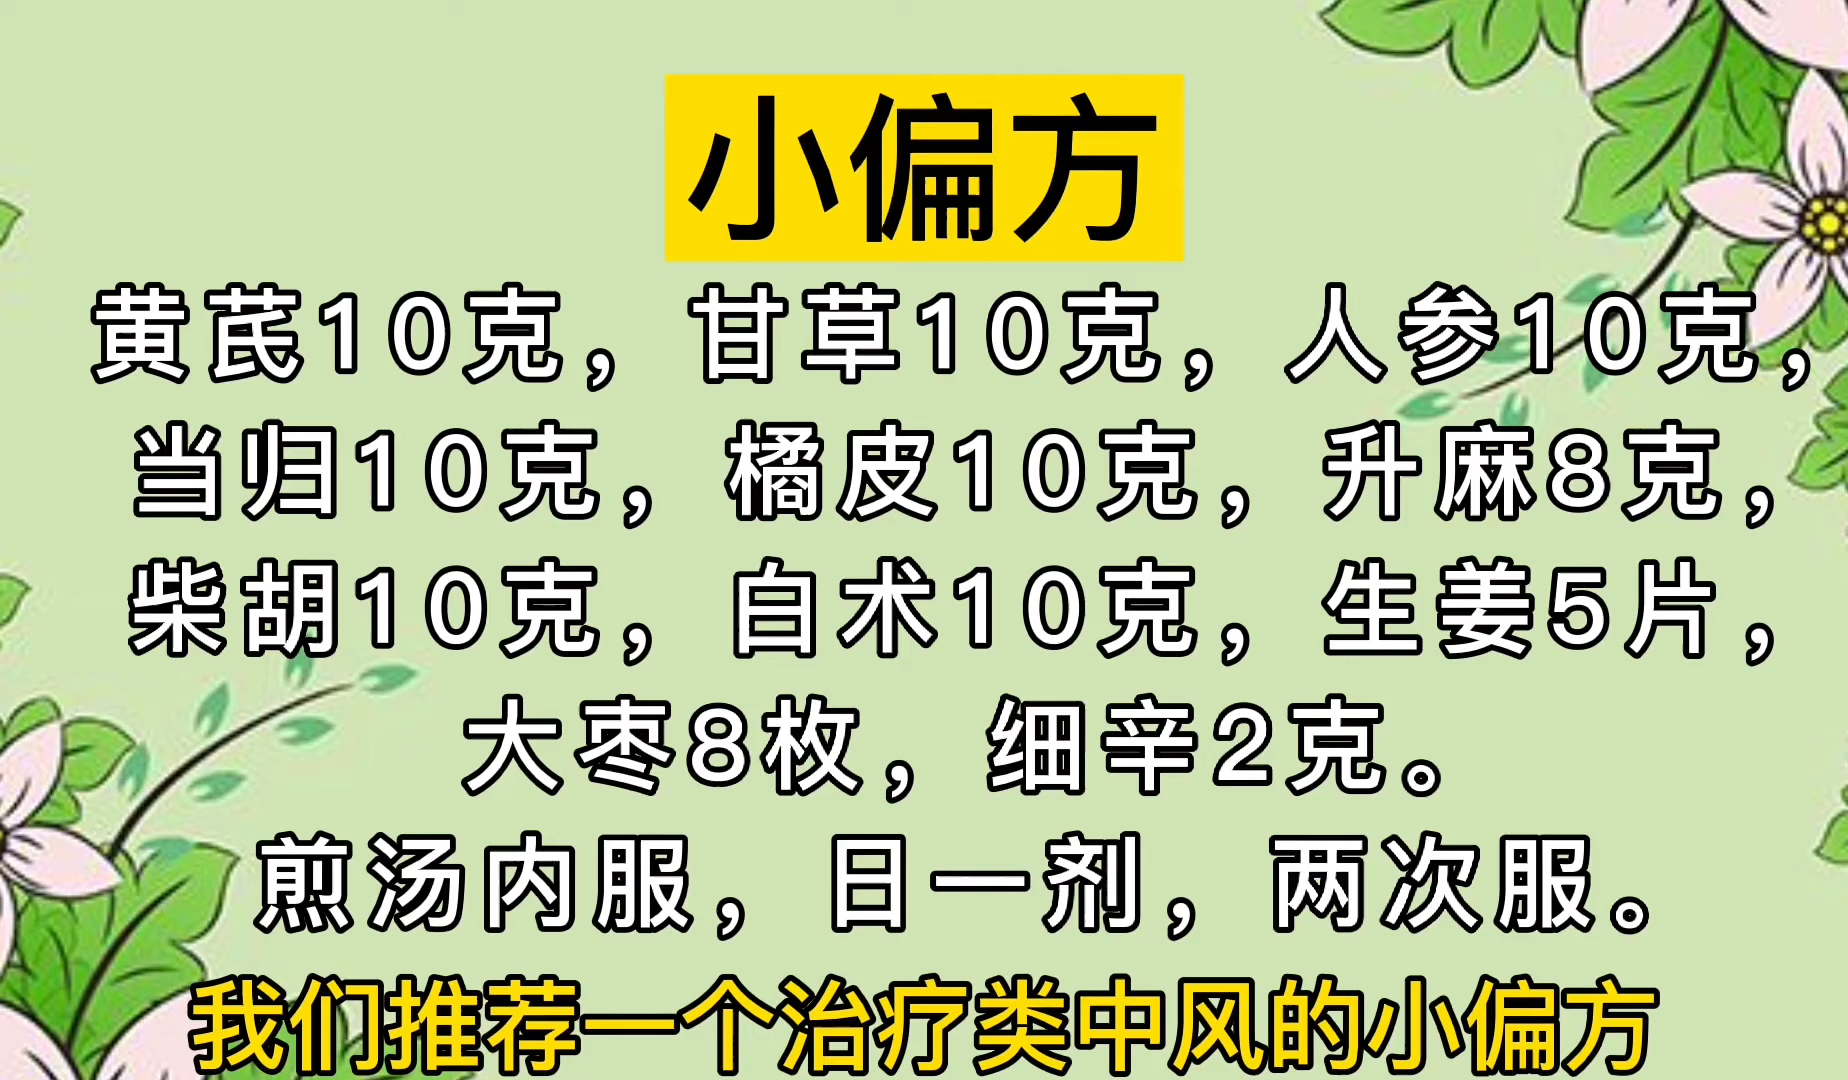 小偏方
黄芪10克，甘草10克，人参10克，
当归10克，橘皮10克，升麻8克，
柴胡10克，白术10克，生姜5片，
大枣8枚，细辛2克。
煎汤内服，日一剂，两次服。
我们推荐一个治疗类中风的小偏方